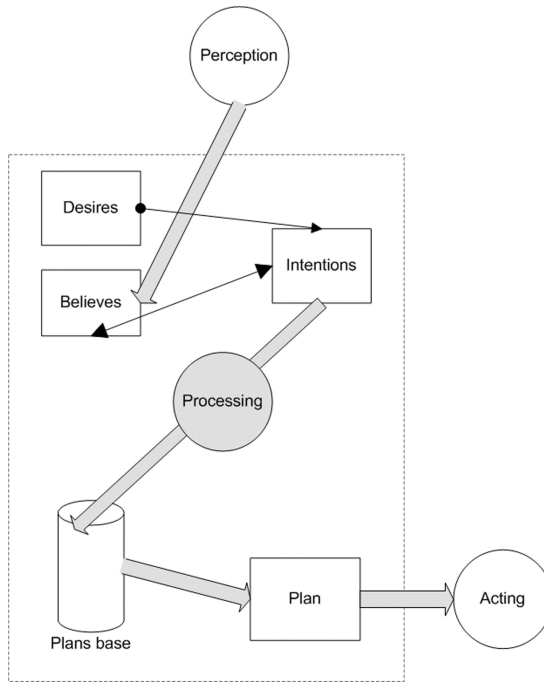 Perception
Desires
Intentions
Believes
Processing
Plan
Acting
Plans base